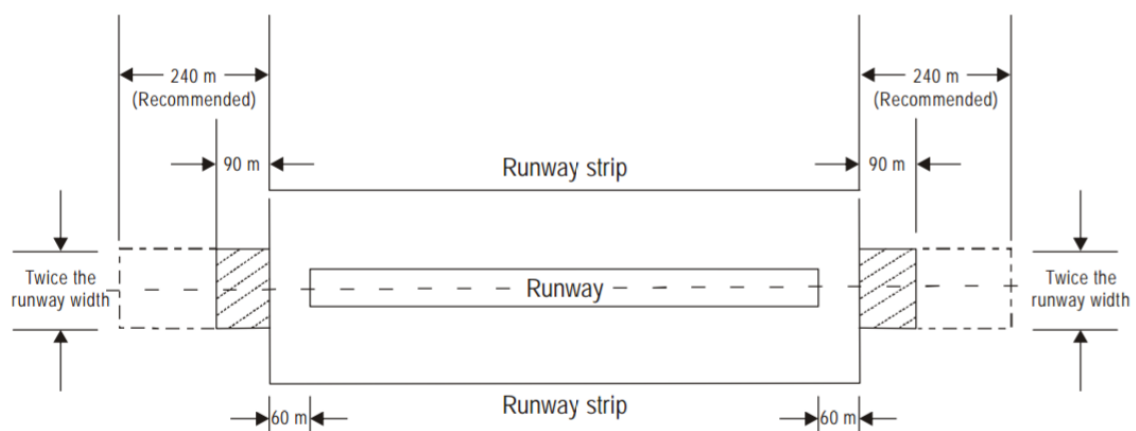 240 m
(Recommended)
240 m
(Recommended)
90 m
Runway strip
90 m
Twice the
runway width
Runway
Twice the
runway width
60 m
Runway strip
60 m